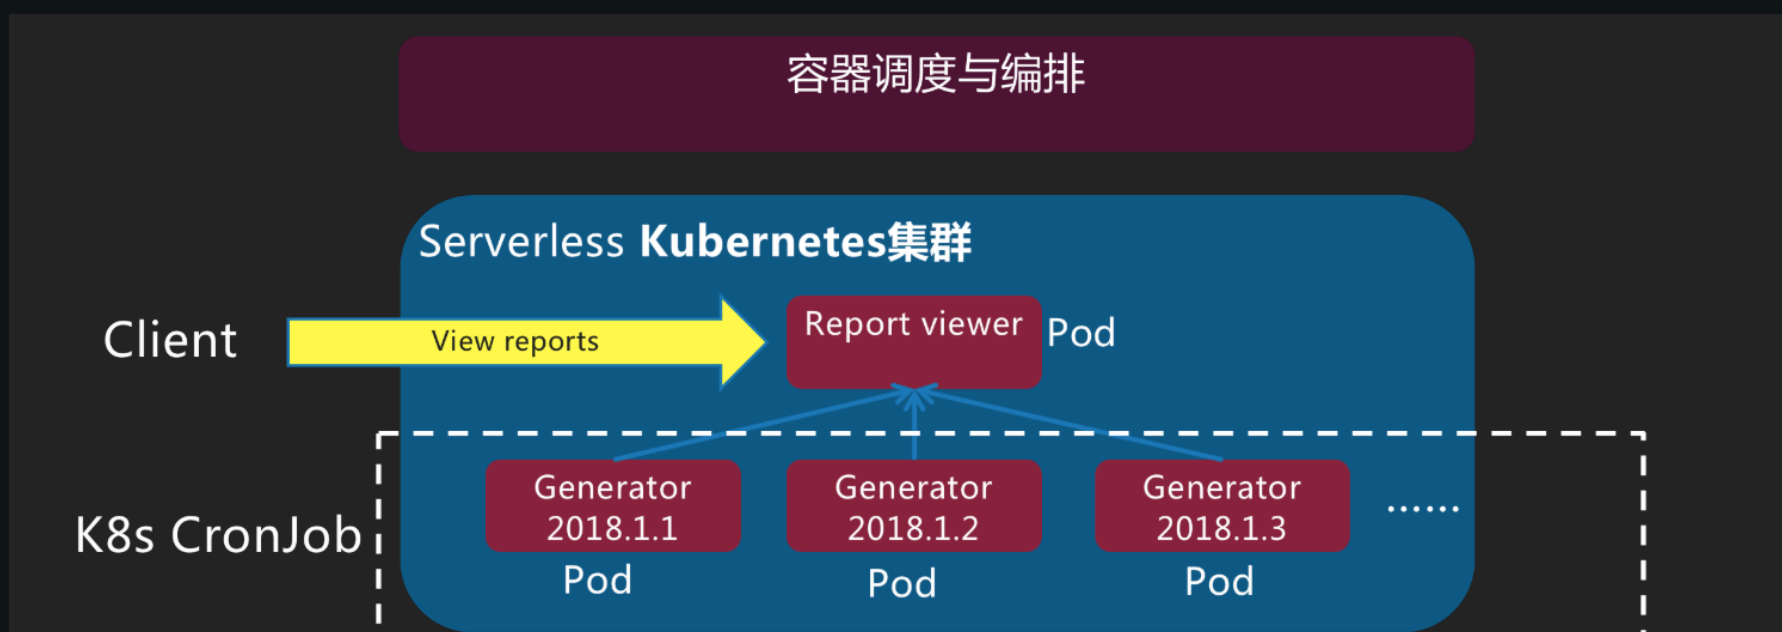 容器调度与编排
Serverless Kubernetes集群
Client
View reports
Report viewer
Pod
K8s CronJob
Generator
2018.1.1
Pod
Generator
2018.1.2
Pod
Generator
2018.1.3
Pod
······